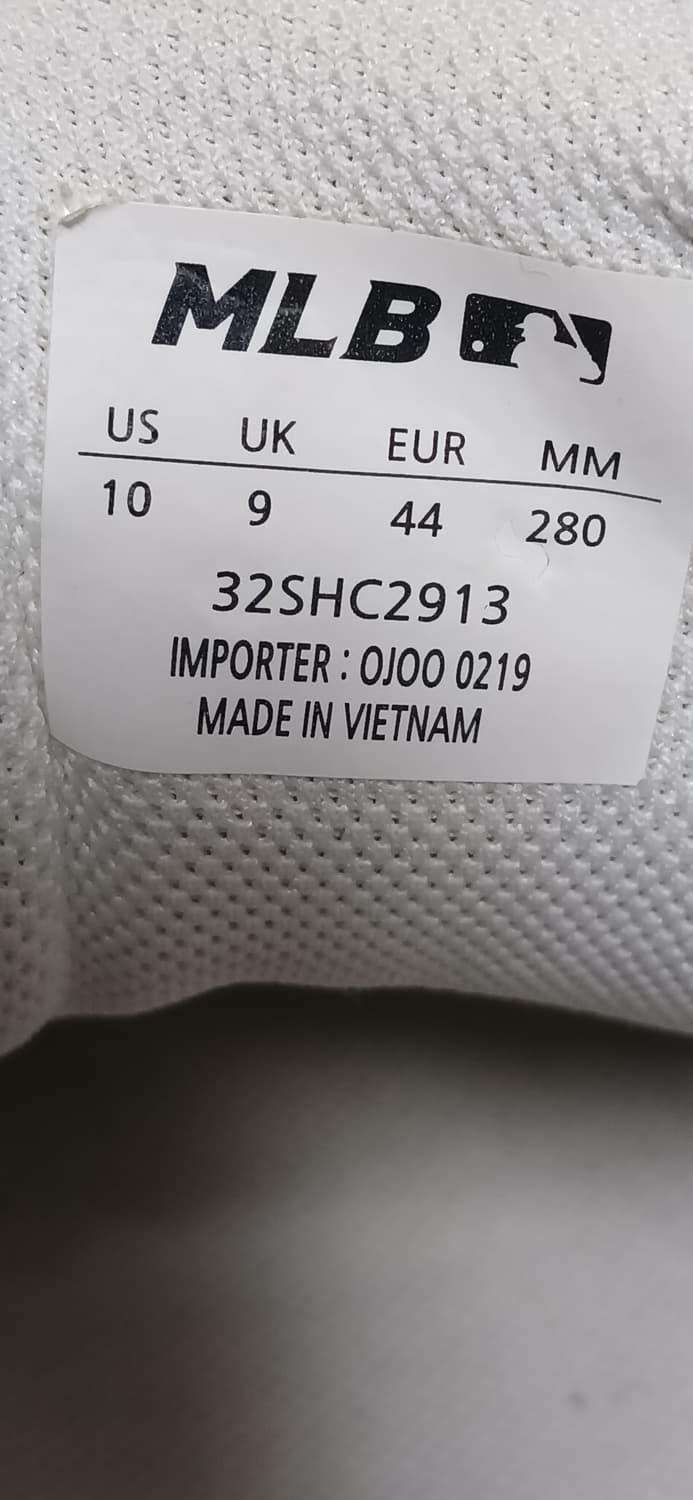 MLB
US UK EUR MM
10 9 44 280
32SHC2913
IMPORTER : OJOO 0219
MADE IN VIETNAM